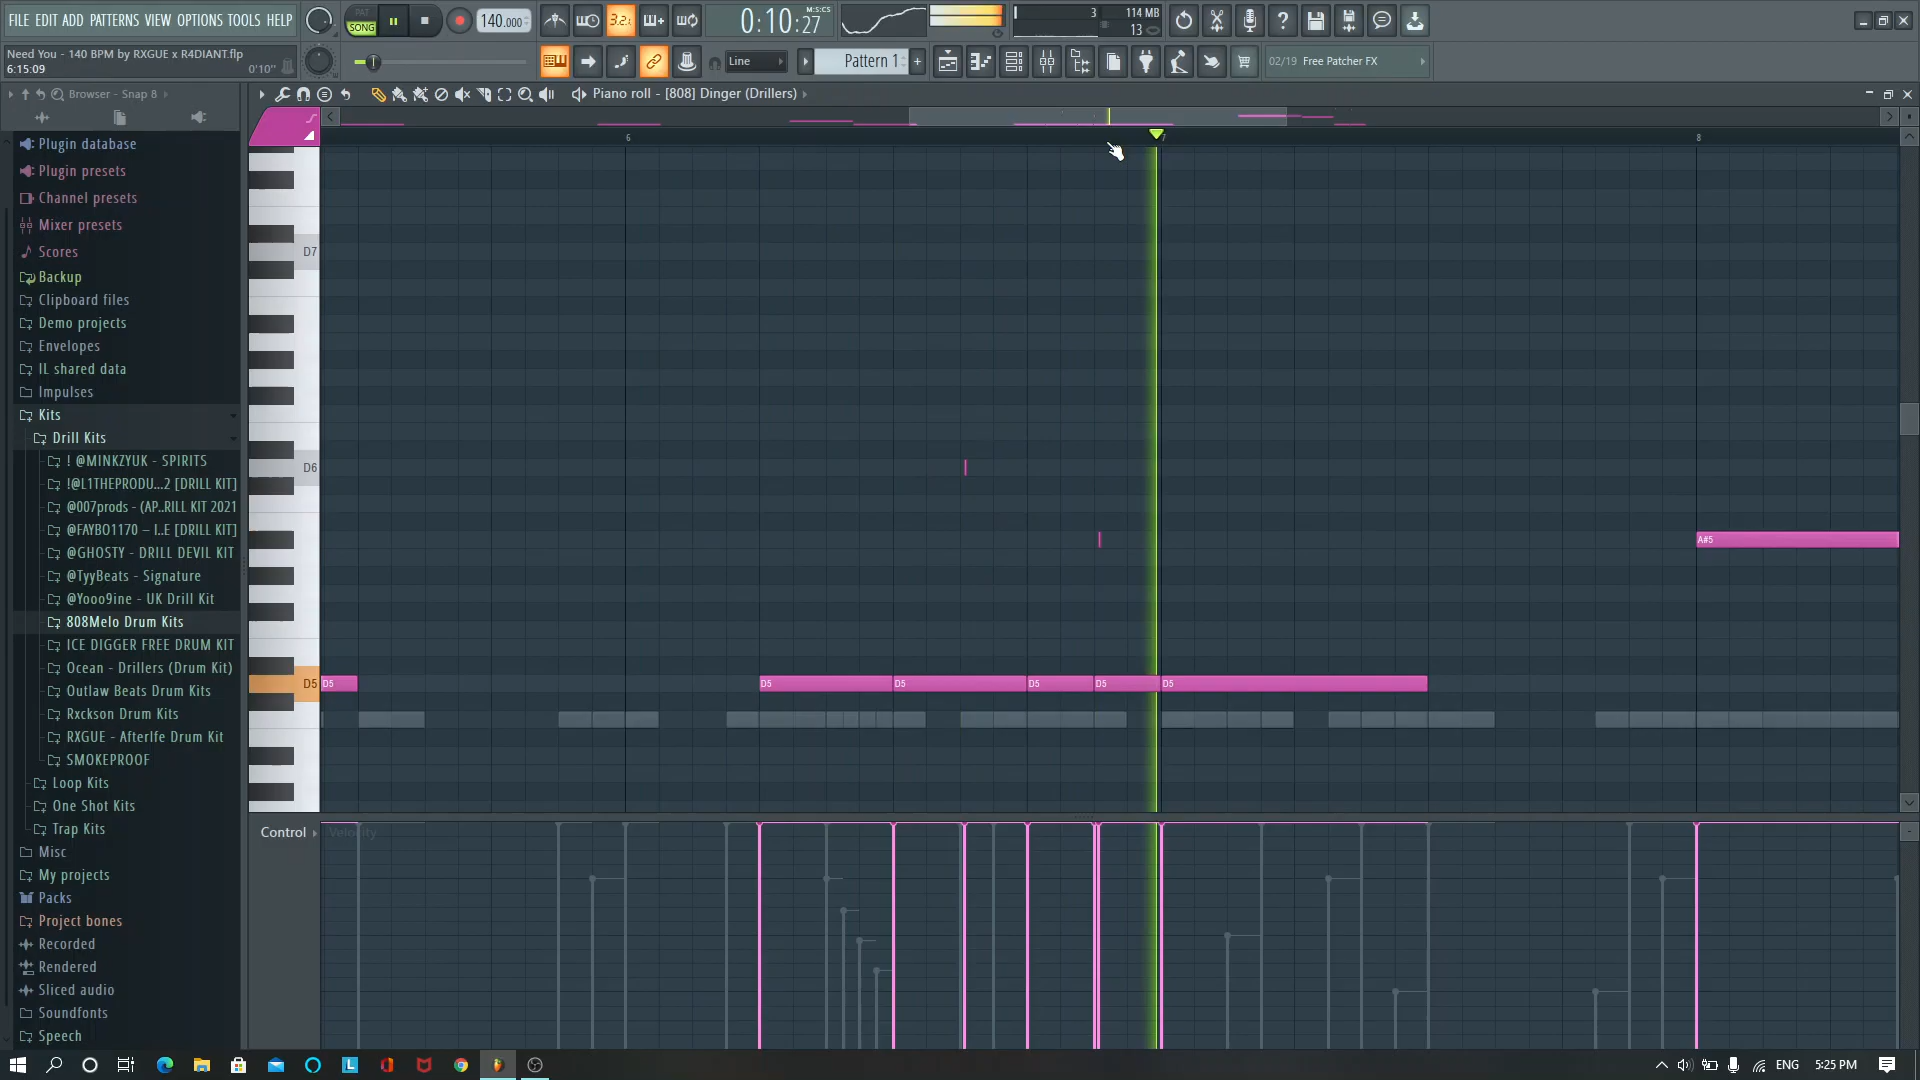 FILE EDIT ADD PATTERNS VIEW OPTIONS TOOLS HELP
PAT
SONG
140.000
3.2:
0:10:27
M:S:CS
3
114 MB
13
Need You - 140 BPM by RXGUE x R4DIANT.flp
6:15:09
0'10"
Line
Pattern 1
+
02/19 Free Patcher FX
Browser - Snap 8
Piano roll - [808] Dinger (Drillers)
6
7
8
Plugin database
Plugin presets
Channel presets
Mixer presets
Scores
Backup
Clipboard files
Demo projects
Envelopes
IL shared data
Impulses
Kits
Drill Kits
! @MINKZYUK - SPIRITS
!@L1THEPRODU...2 [DRILL KIT]
@007prods - (AP..RILL KIT 2021
@FAYBO1170 – I..E [DRILL KIT]
@GHOSTY - DRILL DEVIL KIT
@TyyBeats - Signature
@Yooo9ine - UK Drill Kit
808Melo Drum Kits
ICE DIGGER FREE DRUM KIT
Ocean - Drillers (Drum Kit)
Outlaw Beats Drum Kits
Rxckson Drum Kits
RXGUE - Afterlfe Drum Kit
SMOKEPROOF
Loop Kits
One Shot Kits
Trap Kits
Misc
My projects
Packs
Project bones
Recorded
Rendered
Sliced audio
Soundfonts
Speech
D7
D6
D5
D5
D5
D5
D5
D5
D5
A#5
Control
Velocity
ENG
5:25 PM